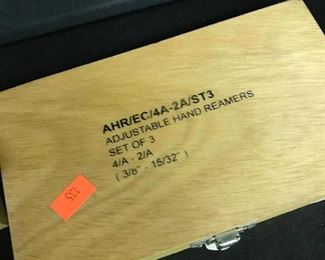 AHR/EC/4A-2A/ST3
ADJUSTABLE HAND REAMERS
SET OF 3
4/A - 2/A
( 3/8" - 15/32" )
135